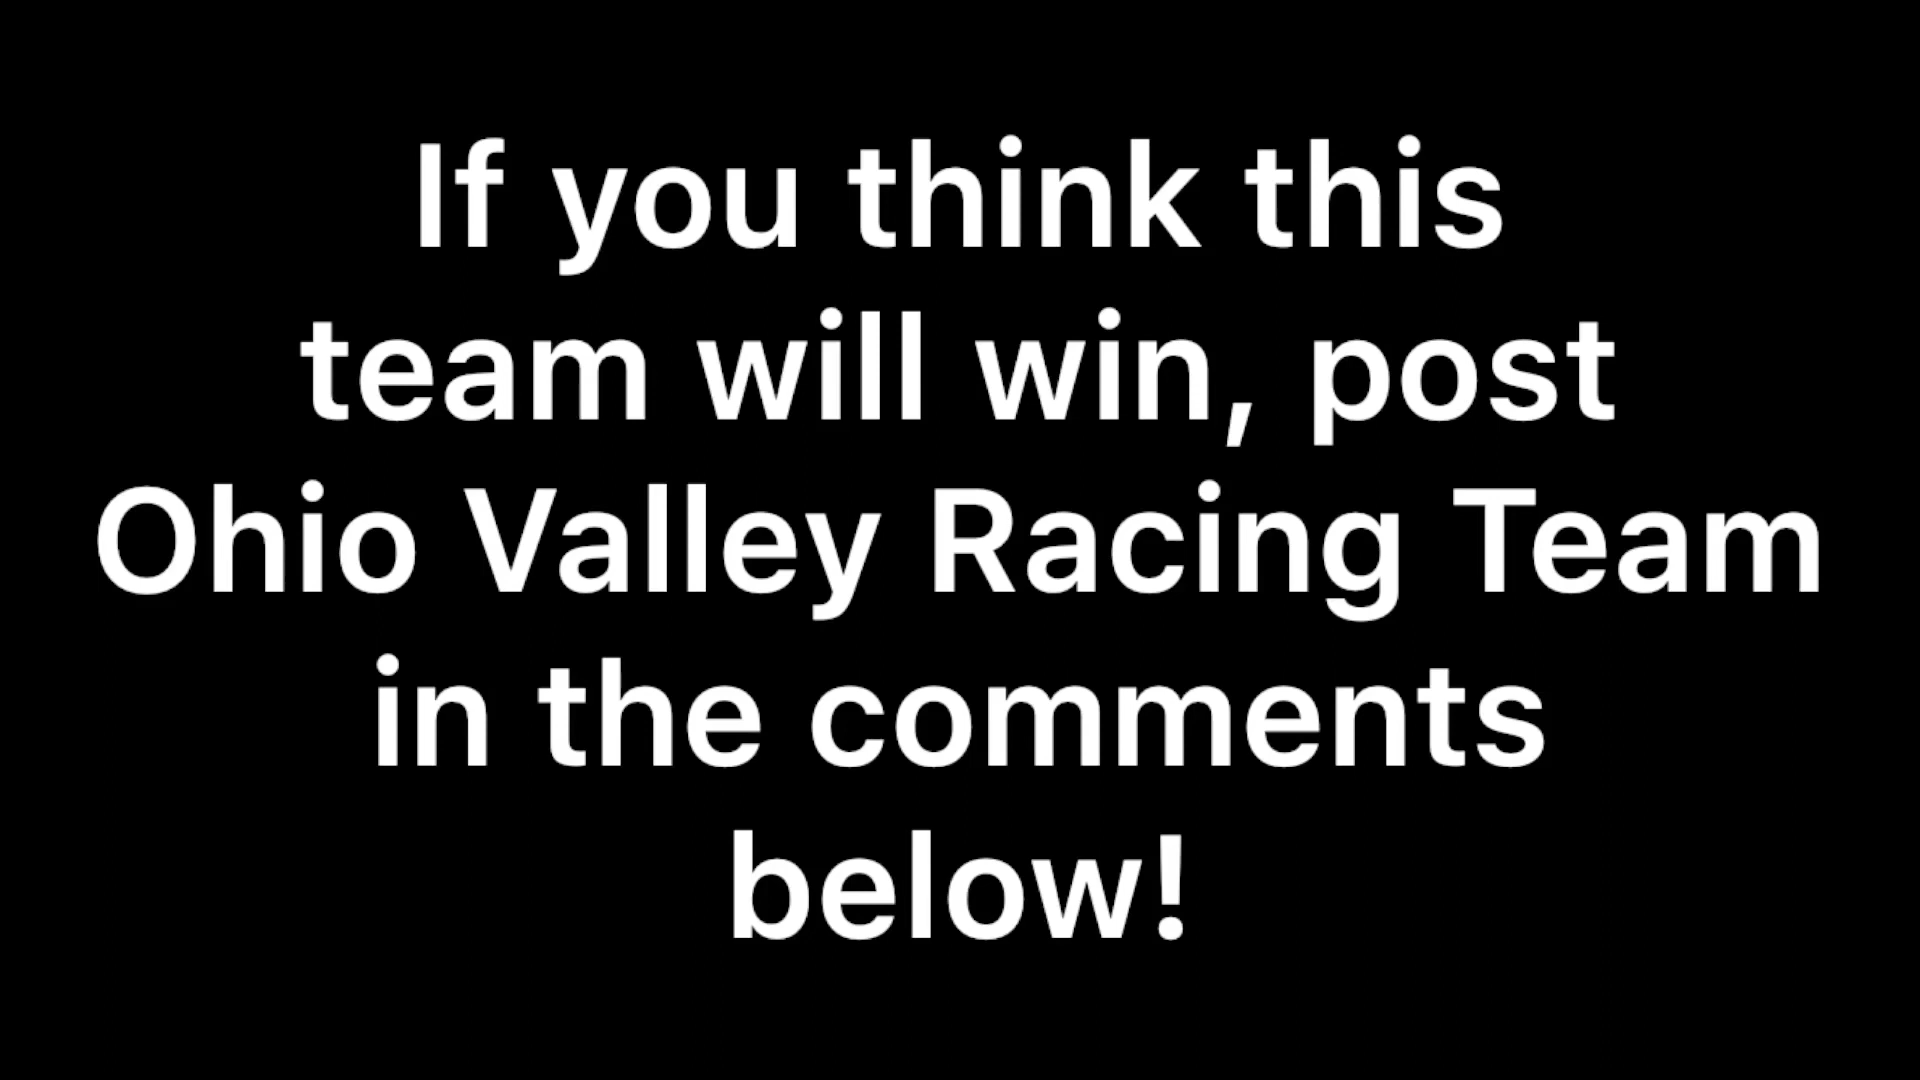 If you think this
team will win, post
Ohio Valley Racing Team
in the comments
below!